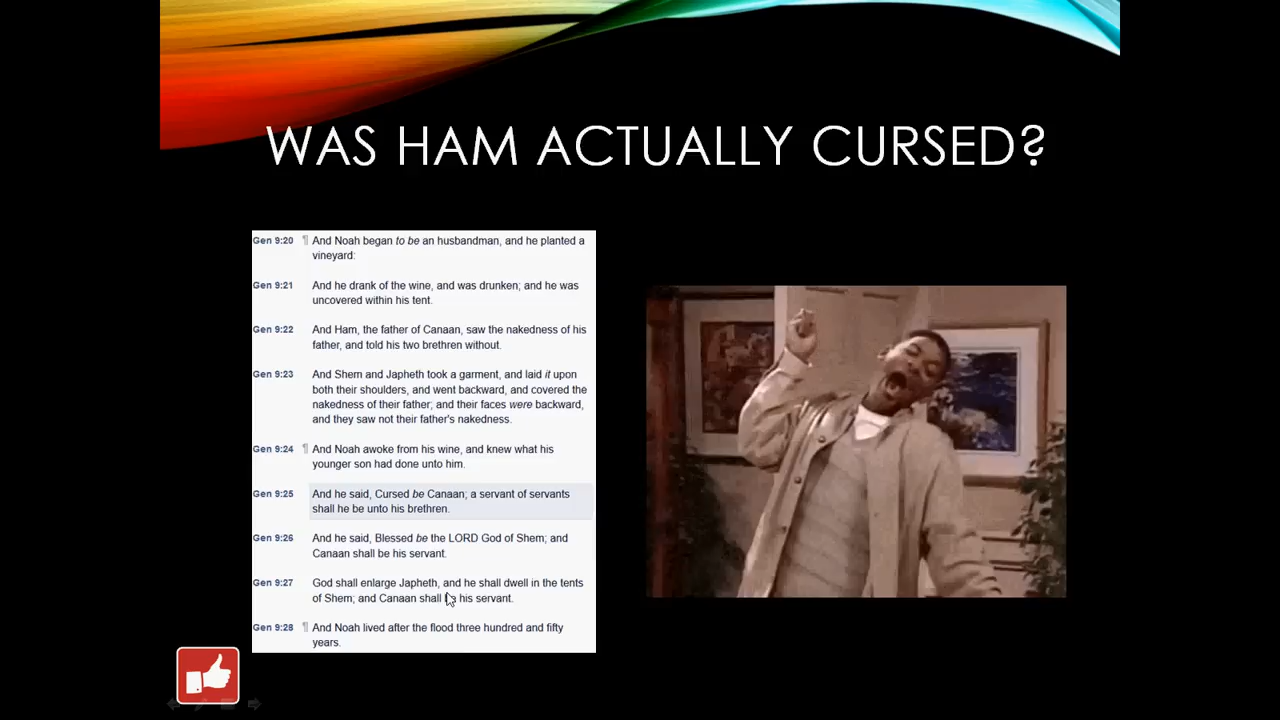 WAS HAM ACTUALLY CURSED?
Gen 9:20 ¶ And Noah began to be an husbandman, and he planted a
vineyard:
Gen 9:21 And he drank of the wine, and was drunken; and he was
uncovered within his tent.
Gen 9:22 And Ham, the father of Canaan, saw the nakedness of his
father, and told his two brethren without.
Gen 9:23 And Shem and Japheth took a garment, and laid it upon
both their shoulders, and went backward, and covered the
nakedness of their father; and their faces were backward,
and they saw not their father's nakedness.
Gen 9:24 ¶ And Noah awoke from his wine, and knew what his
younger son had done unto him.
Gen 9:25 And he said, Cursed be Canaan; a servant of servants
shall he be unto his brethren.
Gen 9:26 And he said, Blessed be the LORD God of Shem; and
Canaan shall be his servant.
Gen 9:27 God shall enlarge Japheth, and he shall dwell in the tents
of Shem; and Canaan shall be his servant.
Gen 9:28 ¶ And Noah lived after the flood three hundred and fifty
years.